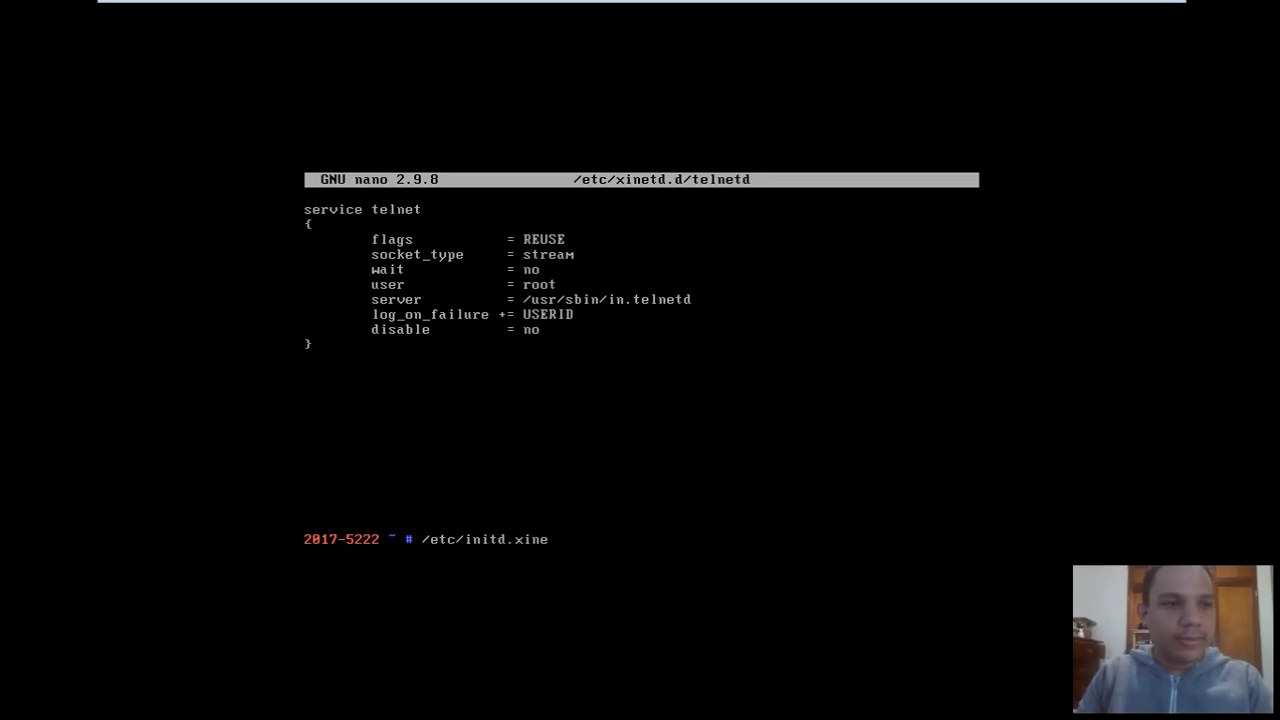 GNU nano 2.9.8 /etc/xinetd.d/telnetd
service telnet
{
flags = REUSE
socket_type = stream
wait = no
user = root
server = /usr/sbin/in.telnetd
log_on_failure += USERID
disable = no
}
2017-5222 ~ # /etc/initd.xine